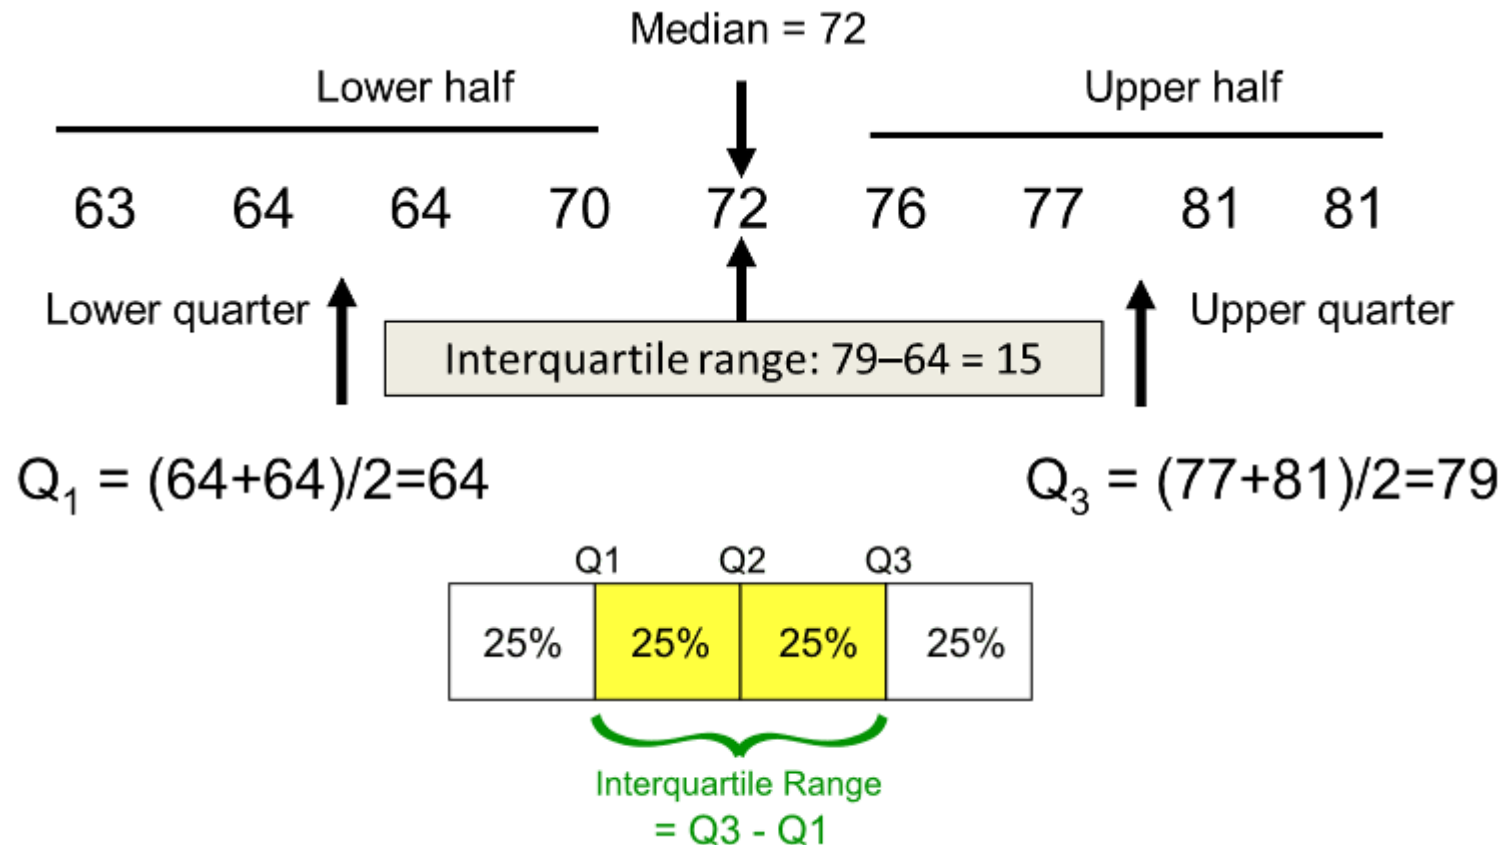 Median = 72
Lower half
Upper half
63 64 64 70 72 76 77 81 81
Lower quarter
Upper quarter
Interquartile range: 79–64 = 15
Q₁ = (64+64)/2=64
Q₃ = (77+81)/2=79
Q1 Q2 Q3
25% 25% 25% 25%
Interquartile Range
= Q3 - Q1